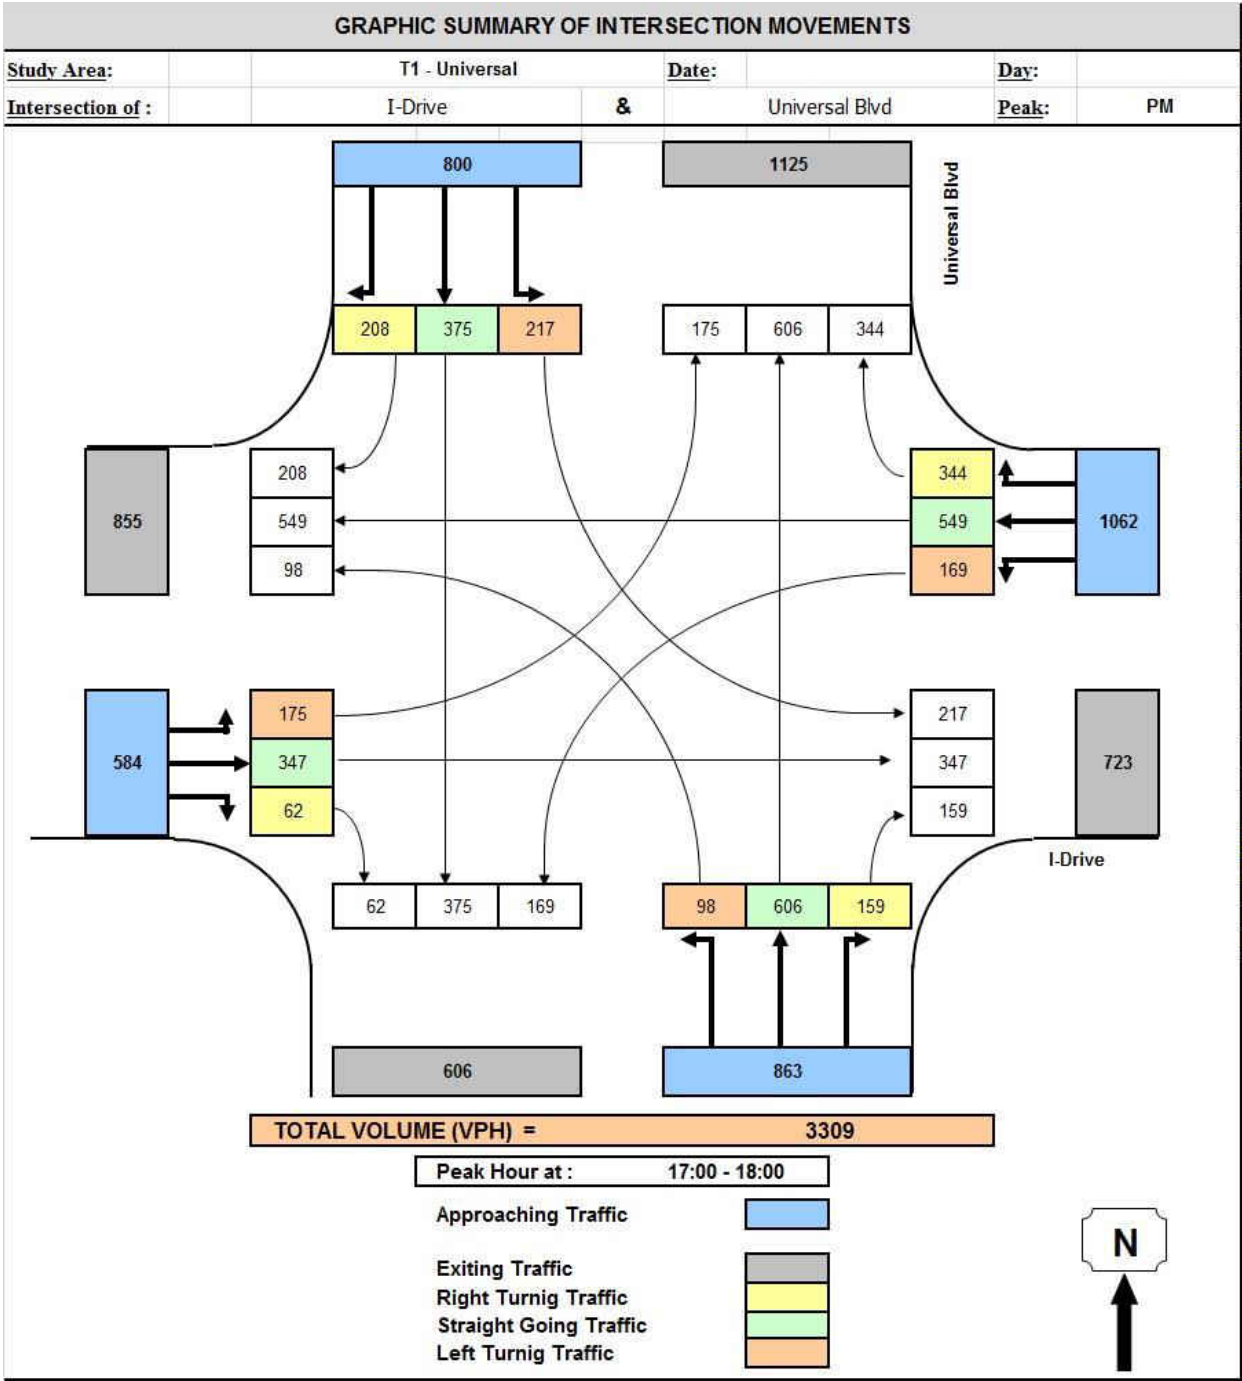 GRAPHIC SUMMARY OF INTERSECTION MOVEMENTS
Study Area: T1 - Universal Date: Day:
Intersection of : I-Drive & Universal Blvd Peak: PM
800 1125
Universal Blvd
208 375 217 175 606 344
208 344
855 549 549 1062
98 169
175 217
584 347 347 723
62 159
I-Drive
62 375 169 98 606 159
606 863
TOTAL VOLUME (VPH) = 3309
Peak Hour at : 17:00 - 18:00
Approaching Traffic
N
Exiting Traffic
Right Turnig Traffic
Straight Going Traffic
Left Turnig Traffic